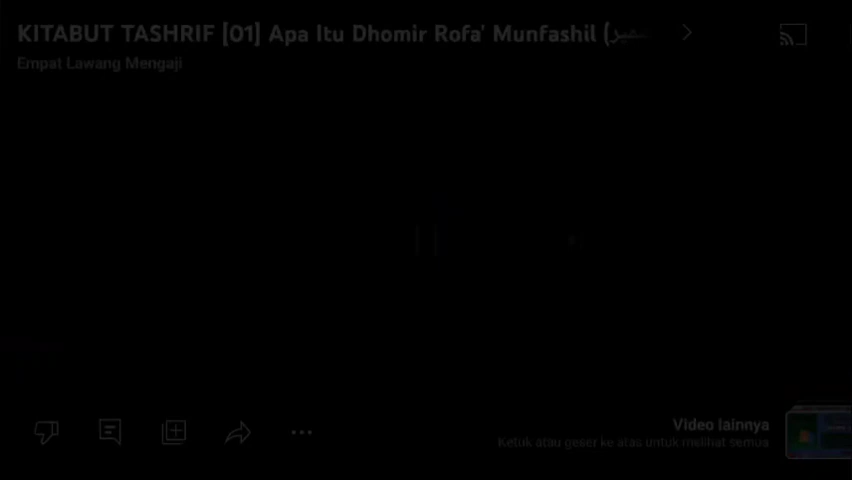 KITABUT TASHRIF [01] Apa Itu Dhomir Rofa' Munfashil (
Empat Lawang Mengaji
Video lainnya
Ketuk atau geser ke atas untuk melihat semua